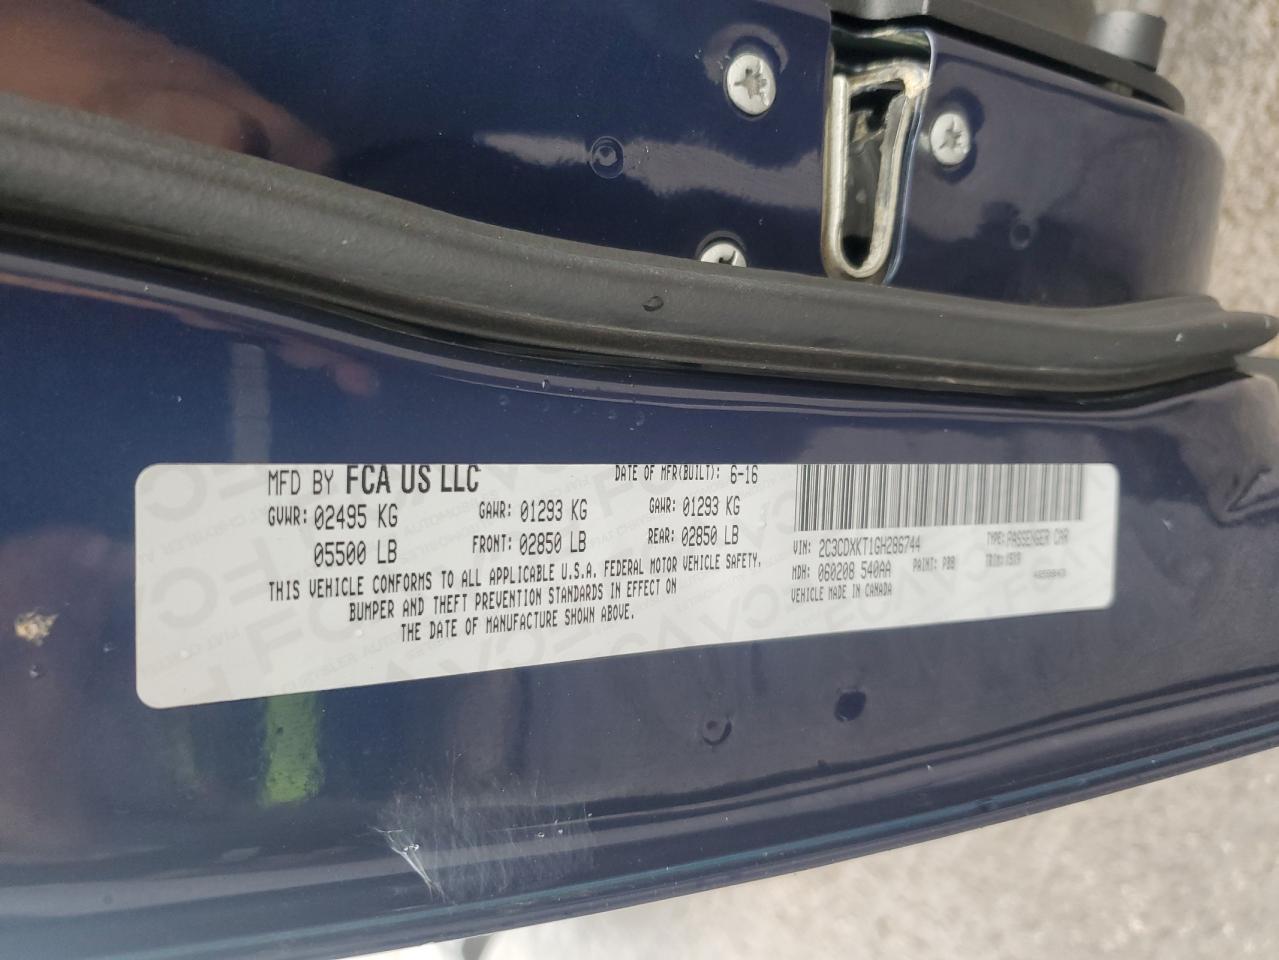 MFD BY FCA US LLC
DATE OF MFR(BUILT): 6-16
GVWR: 02495 KG GAWR: 01293 KG GAWR: 01293 KG
05500 LB FRONT: 02850 LB REAR: 02850 LB
THIS VEHICLE CONFORMS TO ALL APPLICABLE U.S.A. FEDERAL MOTOR VEHICLE SAFETY,
BUMPER AND THEFT PREVENTION STANDARDS IN EFFECT ON
THE DATE OF MANUFACTURE SHOWN ABOVE.
VIN: 2C3CDXKT1GH286744 TYPE: PASSENGER CAR
MDH: 060208 540AA PAINT: PBB TRIM:
VEHICLE MADE IN CANADA